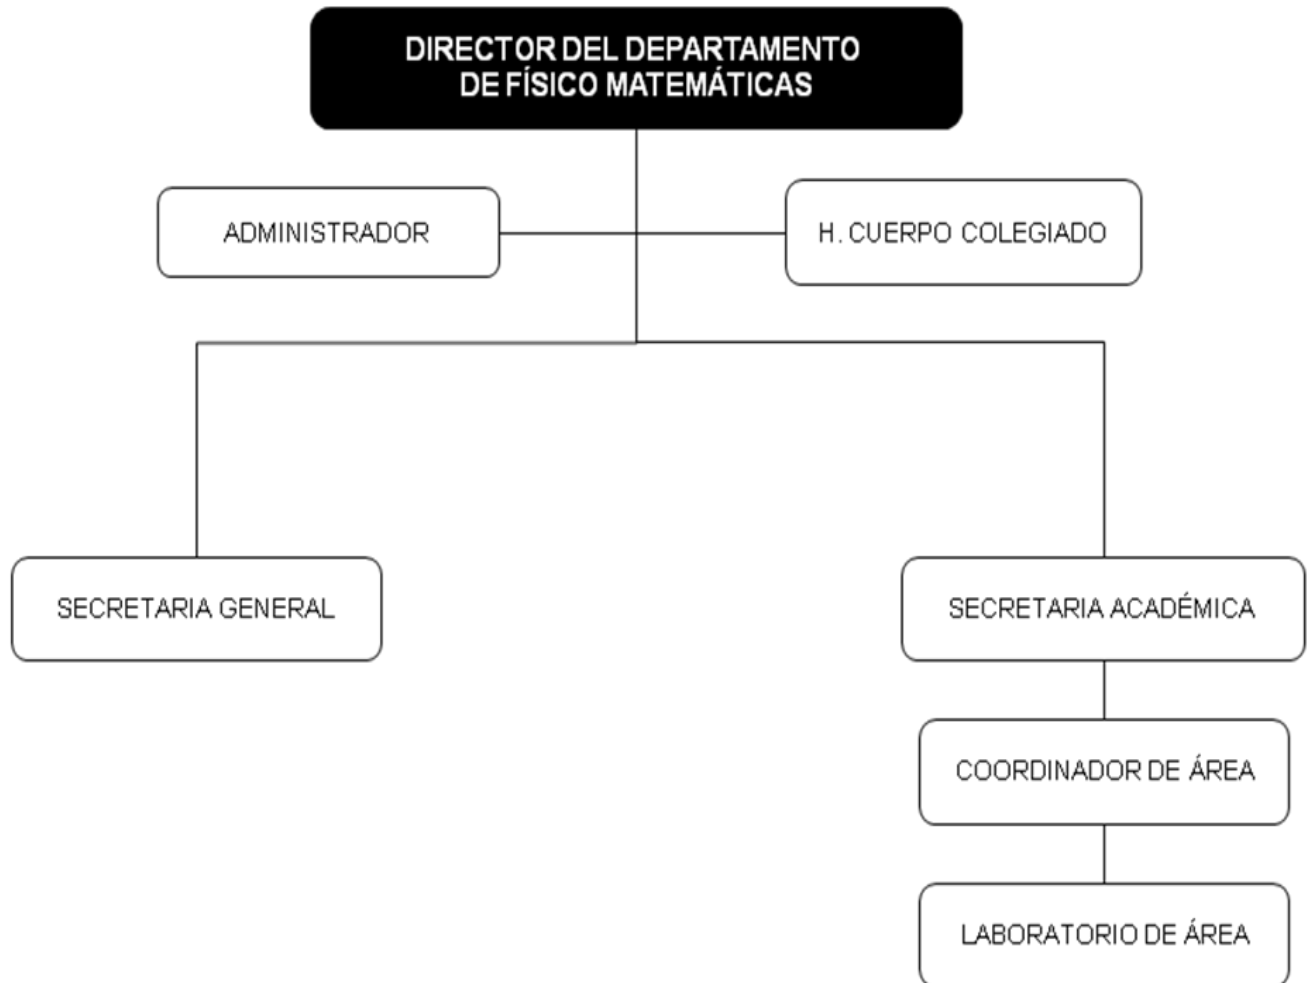 DIRECTOR DEL DEPARTAMENTO
DE FÍSICO MATEMÁTICAS
ADMINISTRADOR
H. CUERPO COLEGIADO
SECRETARIA GENERAL
SECRETARIA ACADÉMICA
COORDINADOR DE ÁREA
LABORATORIO DE ÁREA